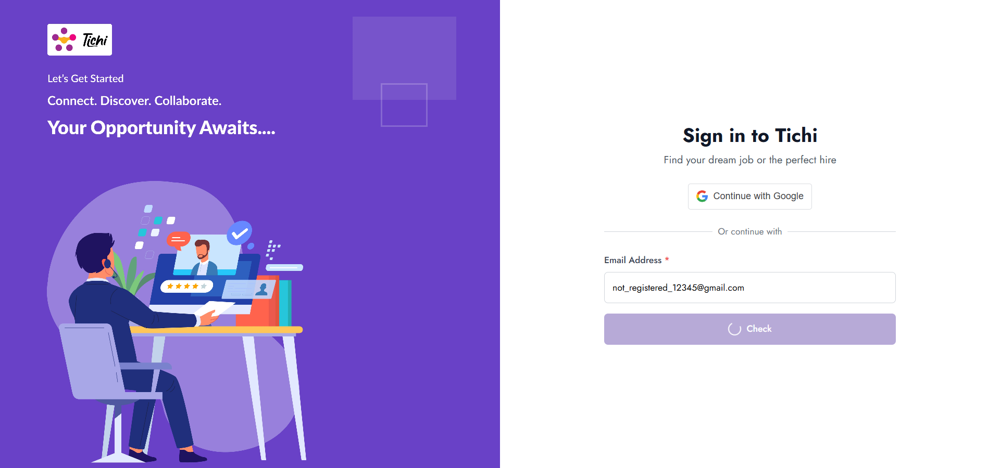 Tichi
Let's Get Started
Connect. Discover. Collaborate.
Your Opportunity Awaits....
Sign in to Tichi
Find your dream job or the perfect hire
Continue with Google
Or continue with
Email Address *
not_registered_12345@gmail.com
Check